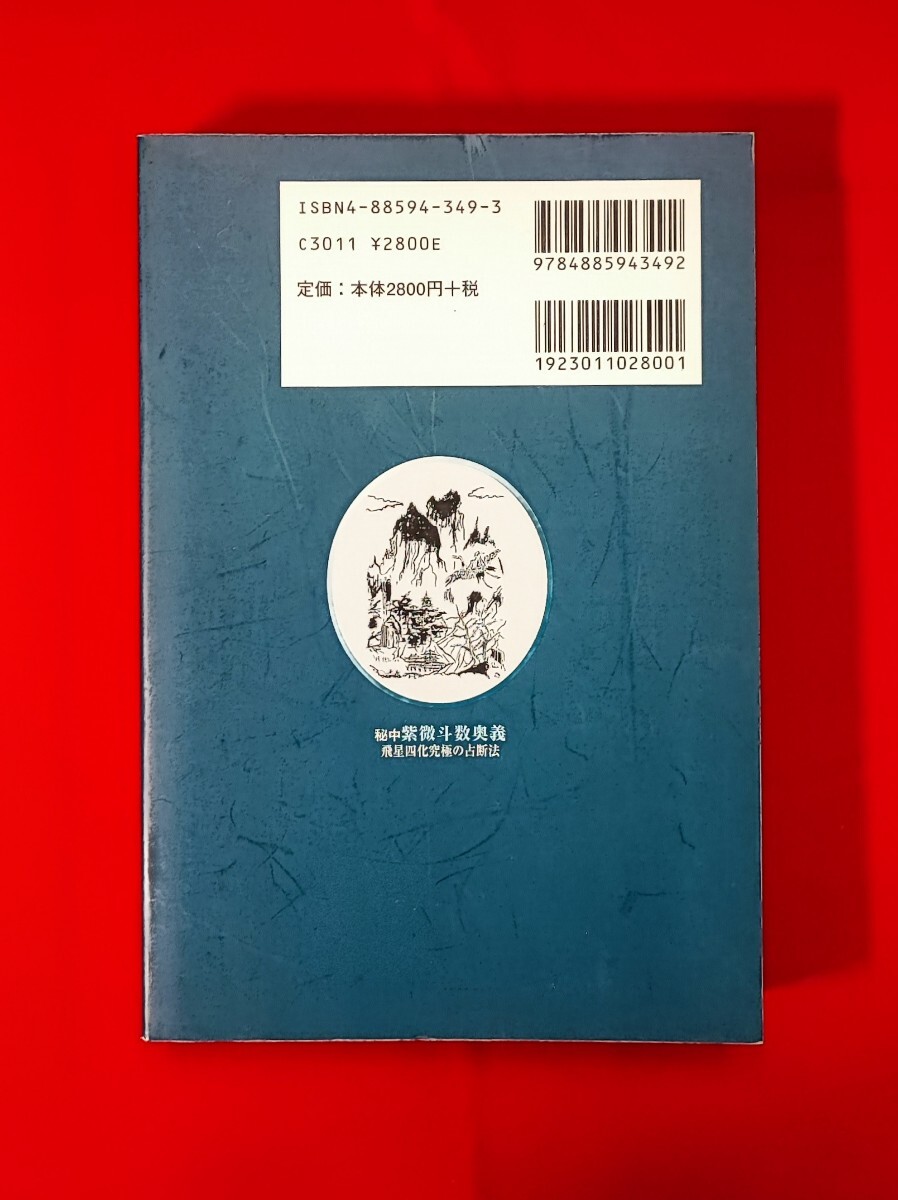 ISBN4-88594-349-3
C3011 ¥2800E
定価：本体2800円＋税
9784885943492
1923011028001
秘中紫微斗数奥義
飛星四化究極の占断法